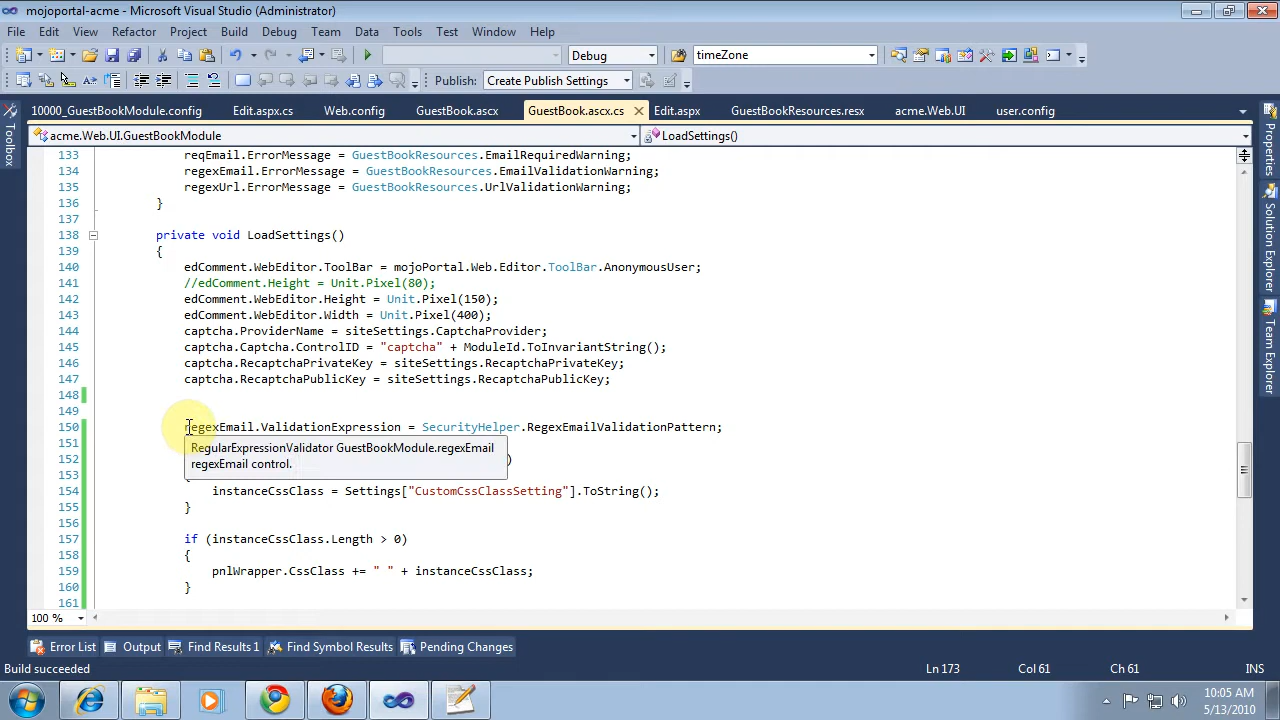 mojoportal-acme - Microsoft Visual Studio (Administrator)
File Edit View Refactor Project Build Debug Team Data Tools Test Window Help
Debug timeZone
Publish: Create Publish Settings
10000_GuestBookModule.config Edit.aspx.cs Web.config GuestBook.ascx GuestBook.ascx.cs Edit.aspx GuestBookResources.resx acme.Web.UI user.config
acme.Web.UI.GuestBookModule LoadSettings()
Toolbox
Properties
Solution Explorer
Team Explorer
133 reqEmail.ErrorMessage = GuestBookResources.EmailRequiredWarning;
134 regexEmail.ErrorMessage = GuestBookResources.EmailValidationWarning;
135 regexUrl.ErrorMessage = GuestBookResources.UrlValidationWarning;
136 }
137
138 private void LoadSettings()
139 {
140 edComment.WebEditor.ToolBar = mojoPortal.Web.Editor.ToolBar.AnonymousUser;
141 //edComment.Height = Unit.Pixel(80);
142 edComment.WebEditor.Height = Unit.Pixel(150);
143 edComment.WebEditor.Width = Unit.Pixel(400);
144 captcha.ProviderName = siteSettings.CaptchaProvider;
145 captcha.Captcha.ControlID = "captcha" + ModuleId.ToInvariantString();
146 captcha.RecaptchaPrivateKey = siteSettings.RecaptchaPrivateKey;
147 captcha.RecaptchaPublicKey = siteSettings.RecaptchaPublicKey;
148
149
150 regexEmail.ValidationExpression = SecurityHelper.RegexEmailValidationPattern;
151 RegularExpressionValidator GuestBookModule.regexEmail
152 )
regexEmail control.
153 {
154 instanceCssClass = Settings["CustomCssClassSetting"].ToString();
155 }
156
157 if (instanceCssClass.Length > 0)
158 {
159 pnlWrapper.CssClass += " " + instanceCssClass;
160 }
161
100 %
Error List Output Find Results 1 Find Symbol Results Pending Changes
Build succeeded Ln 173 Col 61 Ch 61 INS
10:05 AM
5/13/2010